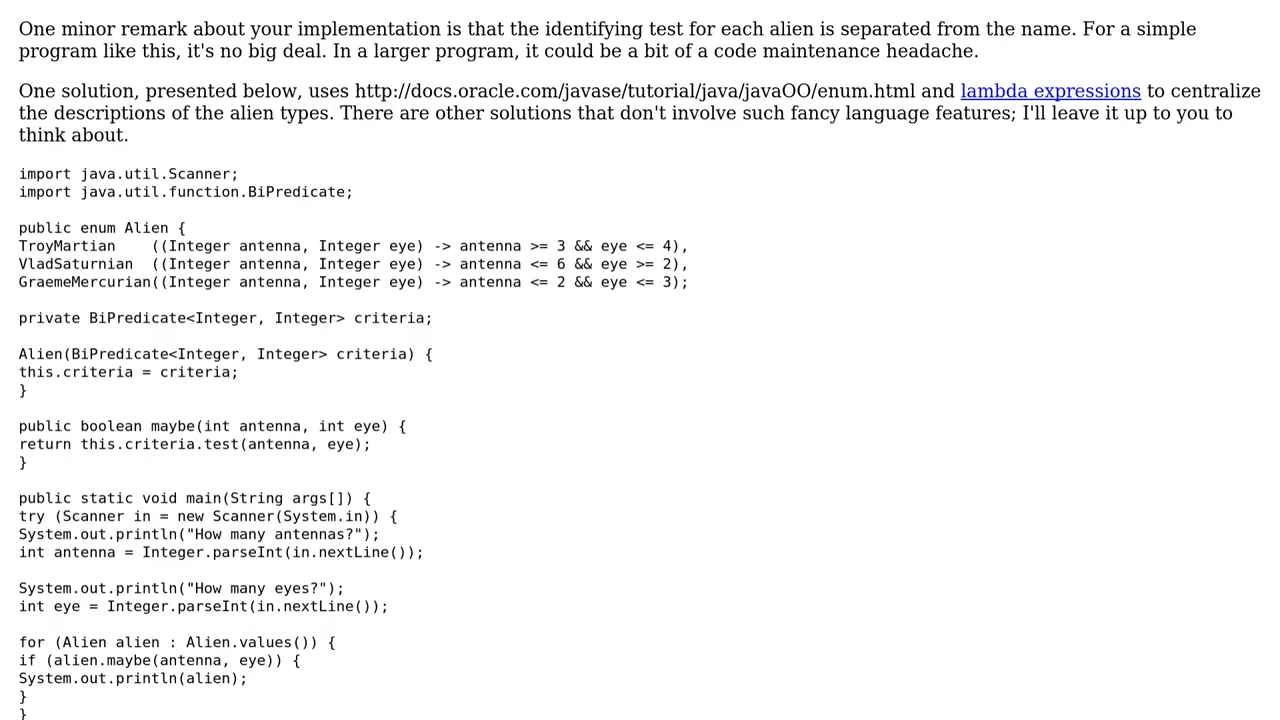 One minor remark about your implementation is that the identifying test for each alien is separated from the name. For a simple
program like this, it's no big deal. In a larger program, it could be a bit of a code maintenance headache.
One solution, presented below, uses http://docs.oracle.com/javase/tutorial/java/javaOO/enum.html and lambda expressions to centralize
the descriptions of the alien types. There are other solutions that don't involve such fancy language features; I'll leave it up to you to
think about.
import java.util.Scanner;
import java.util.function.BiPredicate;
public enum Alien {
TroyMartian    ((Integer antenna, Integer eye) -> antenna >= 3 && eye <= 4),
VladSaturnian  ((Integer antenna, Integer eye) -> antenna <= 6 && eye >= 2),
GraemeMercurian((Integer antenna, Integer eye) -> antenna <= 2 && eye <= 3);
private BiPredicate<Integer, Integer> criteria;
Alien(BiPredicate<Integer, Integer> criteria) {
this.criteria = criteria;
}
public boolean maybe(int antenna, int eye) {
return this.criteria.test(antenna, eye);
}
public static void main(String args[]) {
try (Scanner in = new Scanner(System.in)) {
System.out.println("How many antennas?");
int antenna = Integer.parseInt(in.nextLine());
System.out.println("How many eyes?");
int eye = Integer.parseInt(in.nextLine());
for (Alien alien : Alien.values()) {
if (alien.maybe(antenna, eye)) {
System.out.println(alien);
}
}